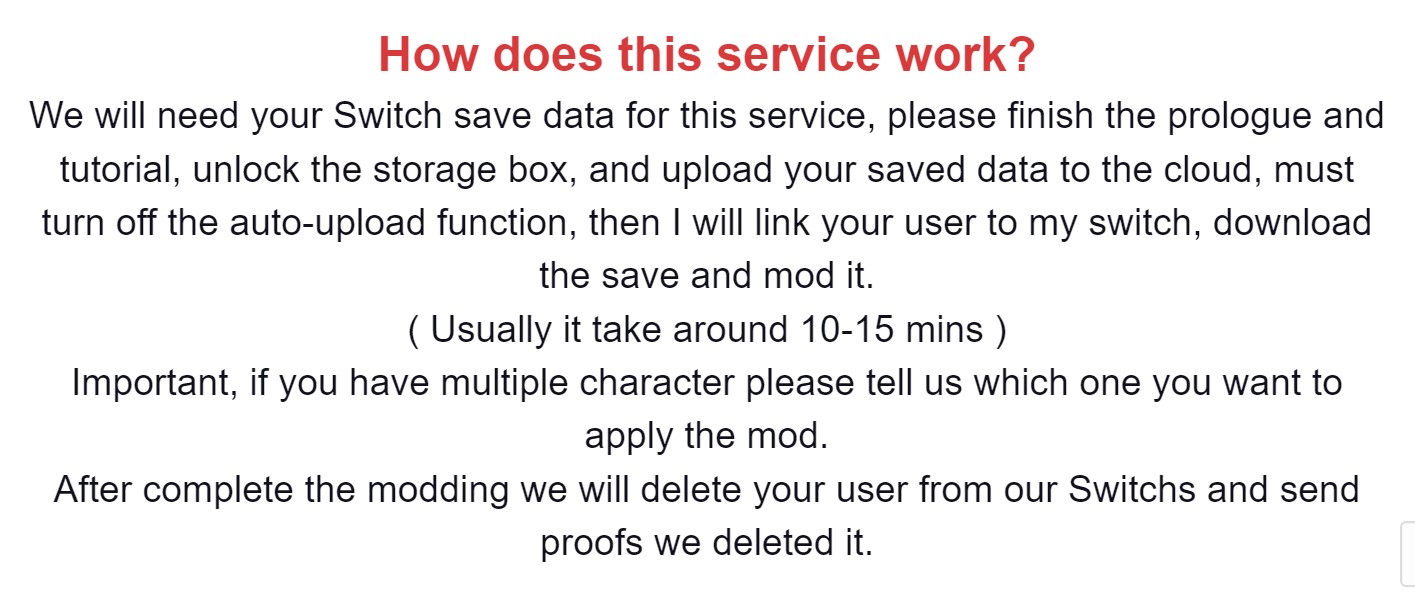 How does this service work?
We will need your Switch save data for this service, please finish the prologue and
tutorial, unlock the storage box, and upload your saved data to the cloud, must
turn off the auto-upload function, then I will link your user to my switch, download
the save and mod it.
( Usually it take around 10-15 mins )
Important, if you have multiple character please tell us which one you want to
apply the mod.
After complete the modding we will delete your user from our Switchs and send
proofs we deleted it.